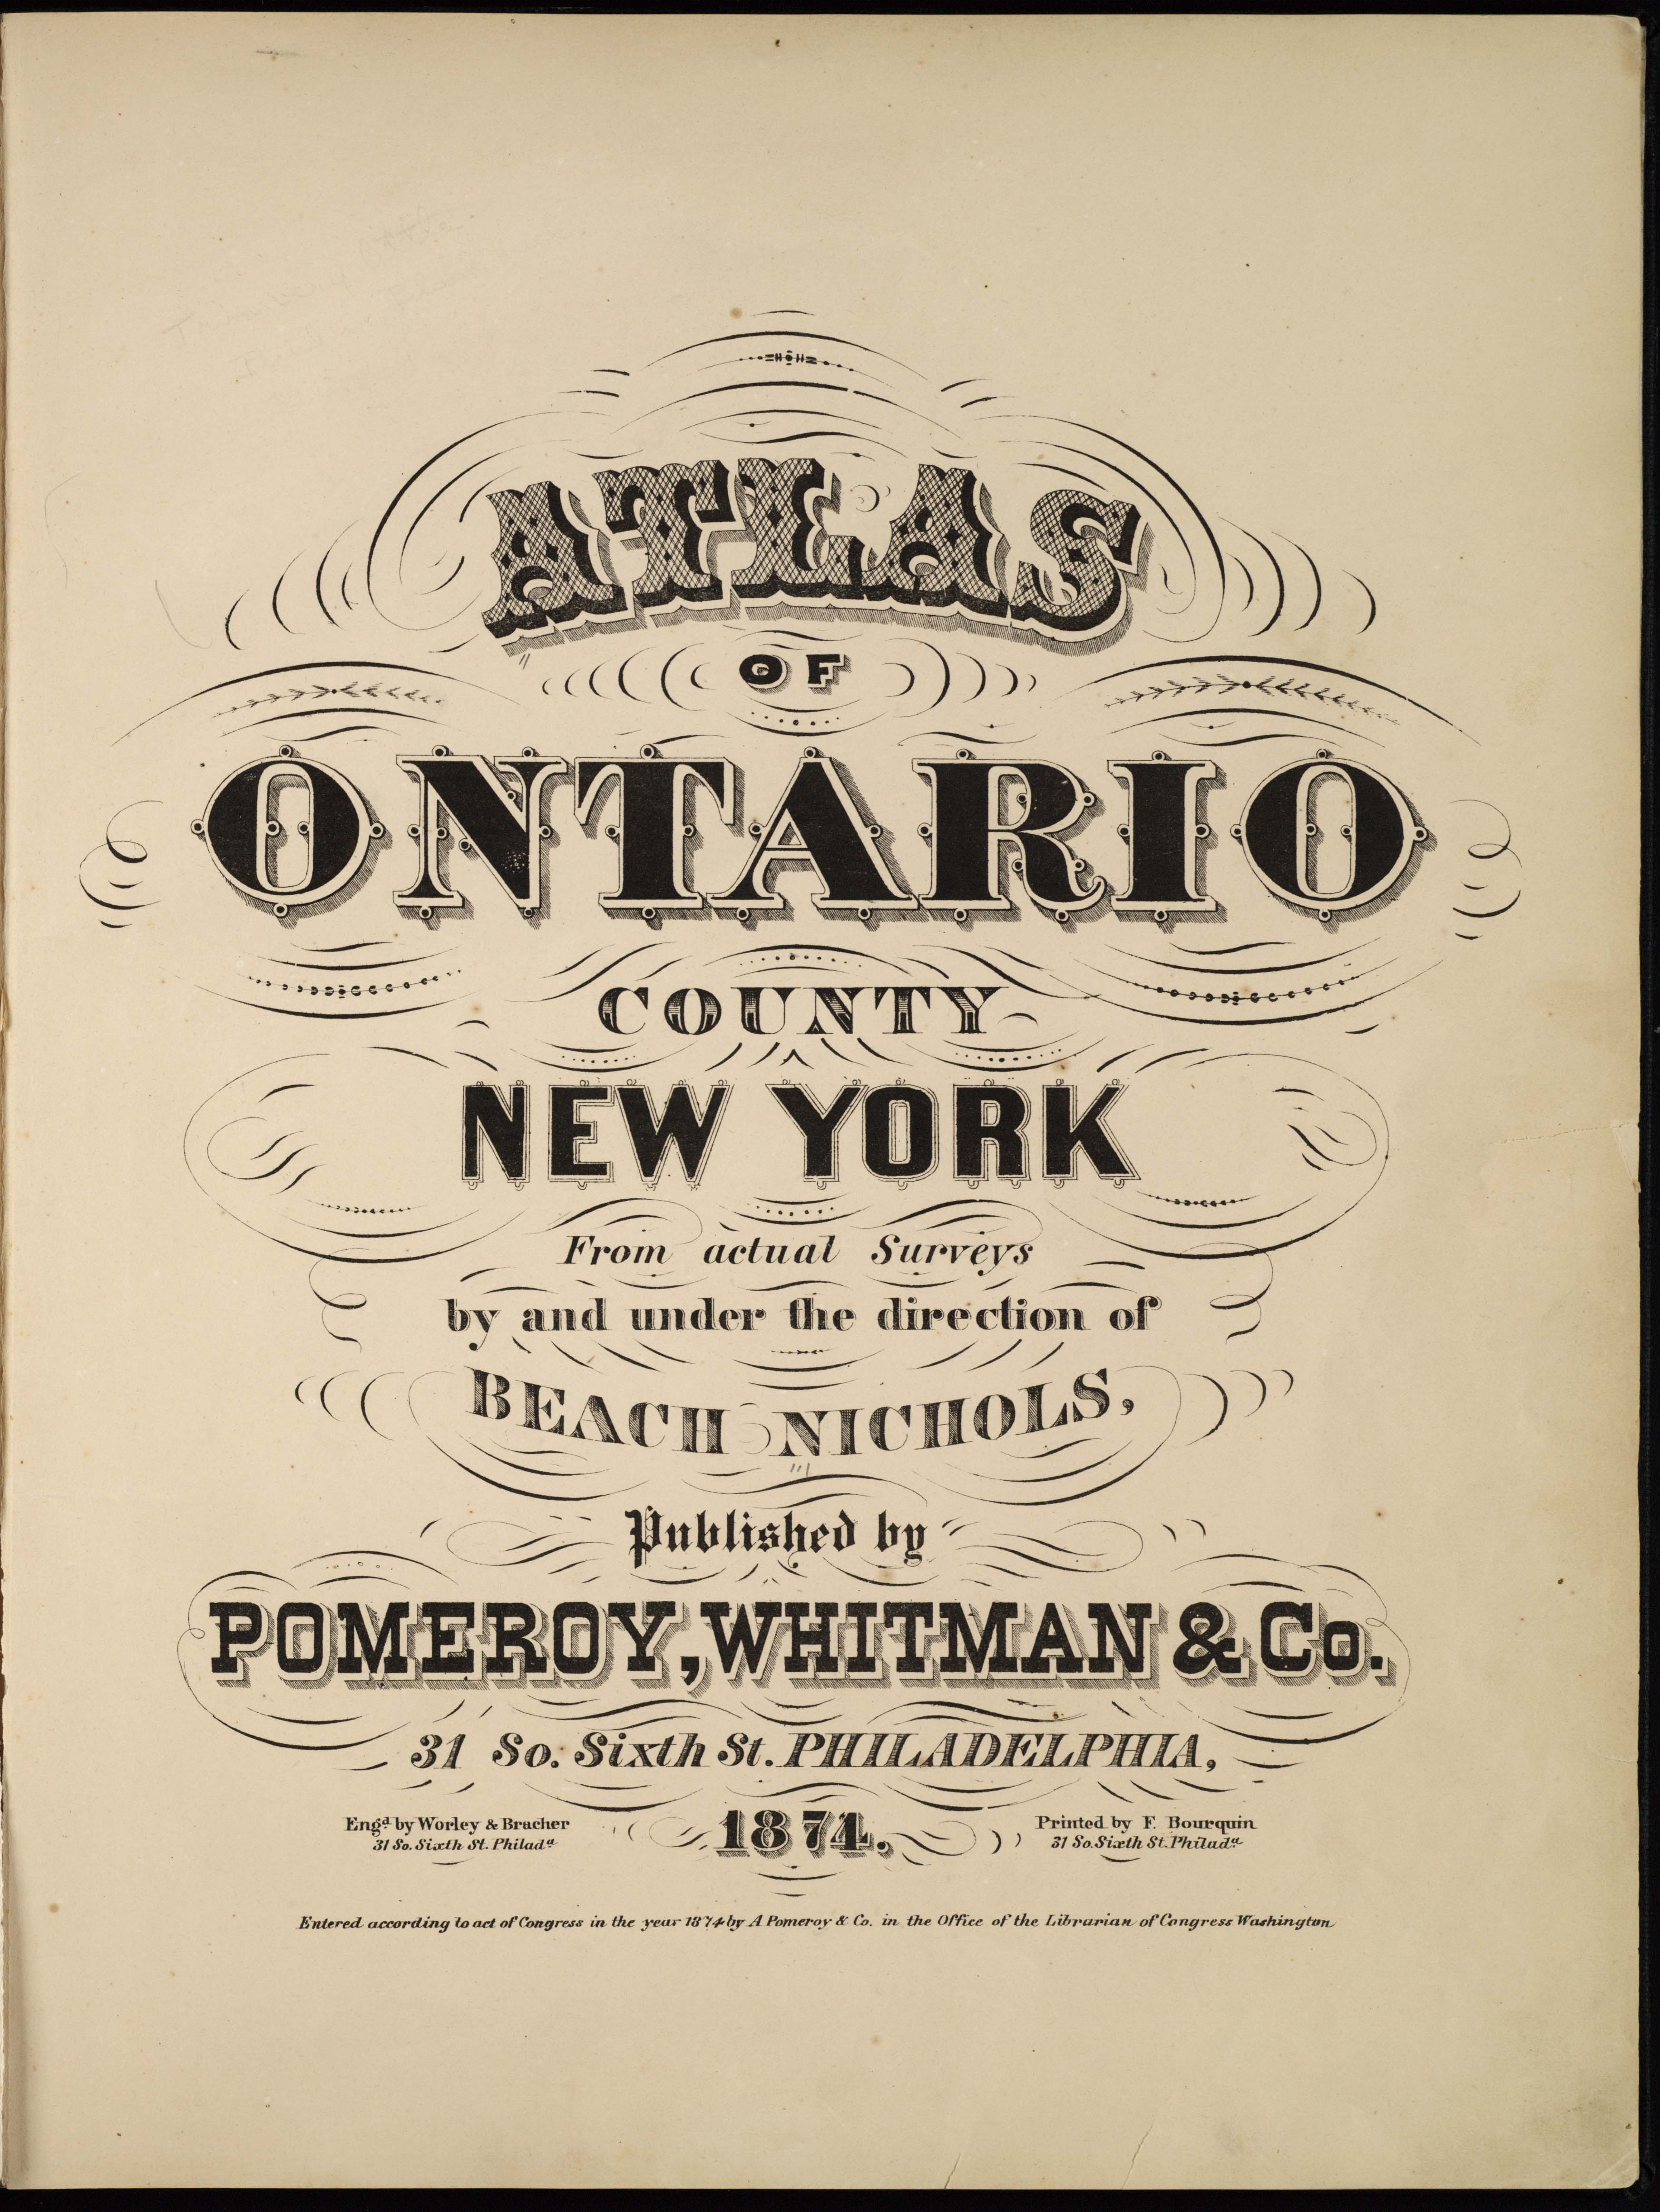 ATLAS
OF
ONTARIO
COUNTY
NEW YORK
From actual Surveys
by and under the direction of
BEACH NICHOLS,
Published by
POMEROY, WHITMAN & Co.
31 So. Sixth St. PHILADELPHIA,
1874.
Engd by Worley & Bracher
31 So. Sixth St. Philada
Printed by F. Bourquin
31 So. Sixth St. Philada
Entered according to act of Congress in the year 1874 by A Pomeroy & Co. in the Office of the Librarian of Congress Washington